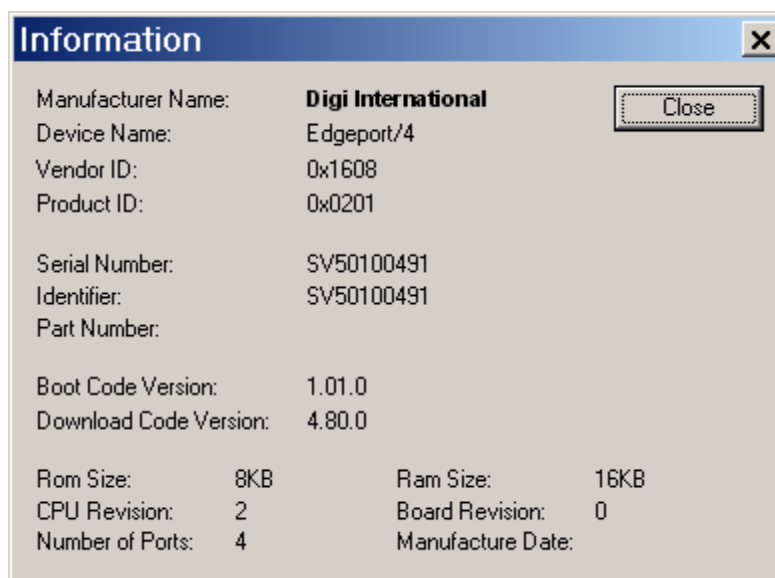 Information
Manufacturer Name: Digi International Close
Device Name: Edgeport/4
Vendor ID: 0x1608
Product ID: 0x0201
Serial Number: SV50100491
Identifier: SV50100491
Part Number:
Boot Code Version: 1.01.0
Download Code Version: 4.80.0
Rom Size: 8KB Ram Size: 16KB
CPU Revision: 2 Board Revision: 0
Number of Ports: 4 Manufacture Date: